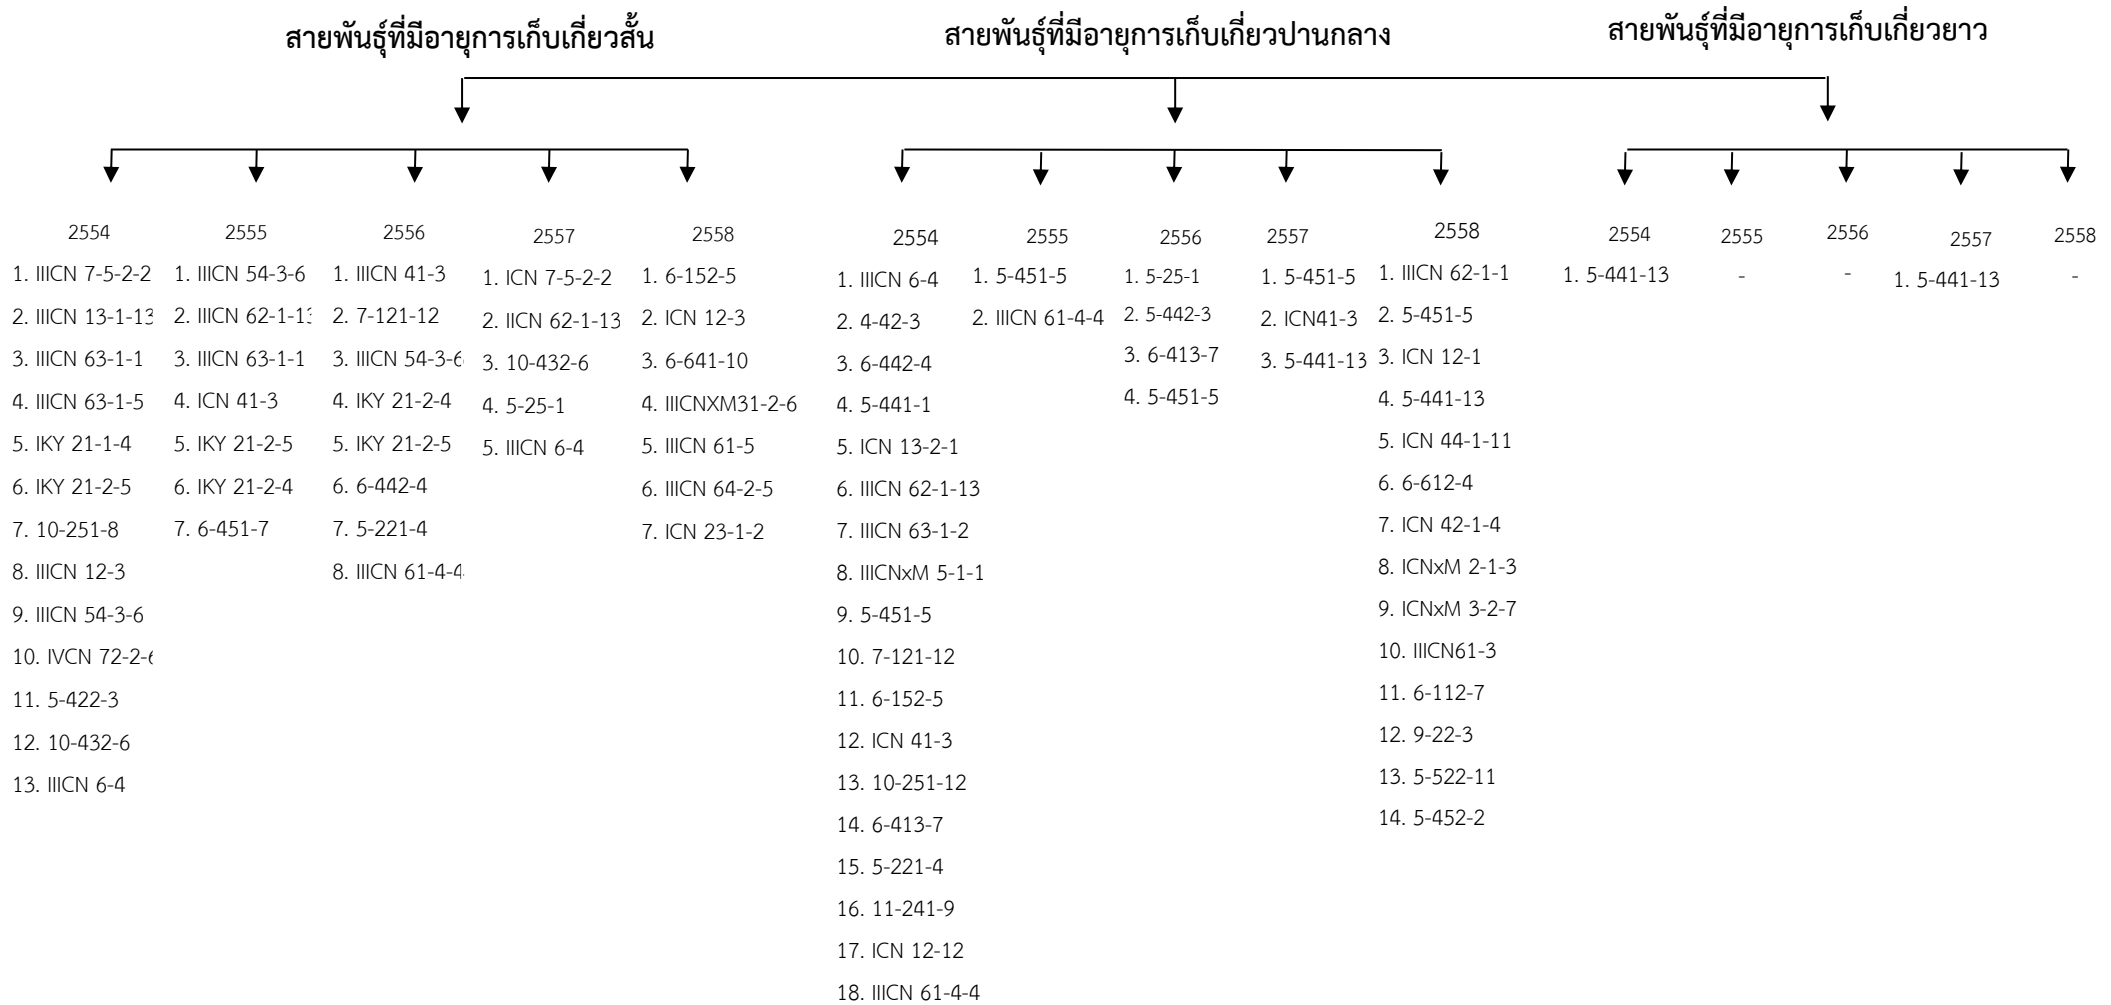 สายพันธุ์ที่มีอายุการเก็บเกี่ยวสั้น
สายพันธุ์ที่มีอายุการเก็บเกี่ยวปานกลาง
สายพันธุ์ที่มีอายุการเก็บเกี่ยวยาว
2554
1. IIICN 7-5-2-2
2. IIICN 13-1-13
3. IIICN 63-1-1
4. IIICN 63-1-5
5. IKY 21-1-4
6. IKY 21-2-5
7. 10-251-8
8. IIICN 12-3
9. IIICN 54-3-6
10. IVCN 72-2-6
11. 5-422-3
12. 10-432-6
13. IIICN 6-4
2555
1. IIICN 54-3-6
2. IIICN 62-1-13
3. IIICN 63-1-1
4. ICN 41-3
5. IKY 21-2-5
6. IKY 21-2-4
7. 6-451-7
2556
1. IIICN 41-3
2. 7-121-12
3. IIICN 54-3-6
4. IKY 21-2-4
5. IKY 21-2-5
6. 6-442-4
7. 5-221-4
8. IIICN 61-4-4
2557
1. ICN 7-5-2-2
2. IICN 62-1-13
3. 10-432-6
4. 5-25-1
5. IIICN 6-4
2558
1. 6-152-5
2. ICN 12-3
3. 6-641-10
4. IIICNXM31-2-6
5. IIICN 61-5
6. IIICN 64-2-5
7. ICN 23-1-2
2554
1. IIICN 6-4
2. 4-42-3
3. 6-442-4
4. 5-441-1
5. ICN 13-2-1
6. IIICN 62-1-13
7. IIICN 63-1-2
8. IIICNxM 5-1-1
9. 5-451-5
10. 7-121-12
11. 6-152-5
12. ICN 41-3
13. 10-251-12
14. 6-413-7
15. 5-221-4
16. 11-241-9
17. ICN 12-12
18. IIICN 61-4-4
2555
1. 5-451-5
2. IIICN 61-4-4
2556
1. 5-25-1
2. 5-442-3
3. 6-413-7
4. 5-451-5
2557
1. 5-451-5
2. ICN41-3
3. 5-441-13
2558
1. IIICN 62-1-1
2. 5-451-5
3. ICN 12-1
4. 5-441-13
5. ICN 44-1-11
6. 6-612-4
7. ICN 42-1-4
8. ICNxM 2-1-3
9. ICNxM 3-2-7
10. IIICN61-3
11. 6-112-7
12. 9-22-3
13. 5-522-11
14. 5-452-2
2554
1. 5-441-13
2555
-
2556
-
2557
1. 5-441-13
2558
-